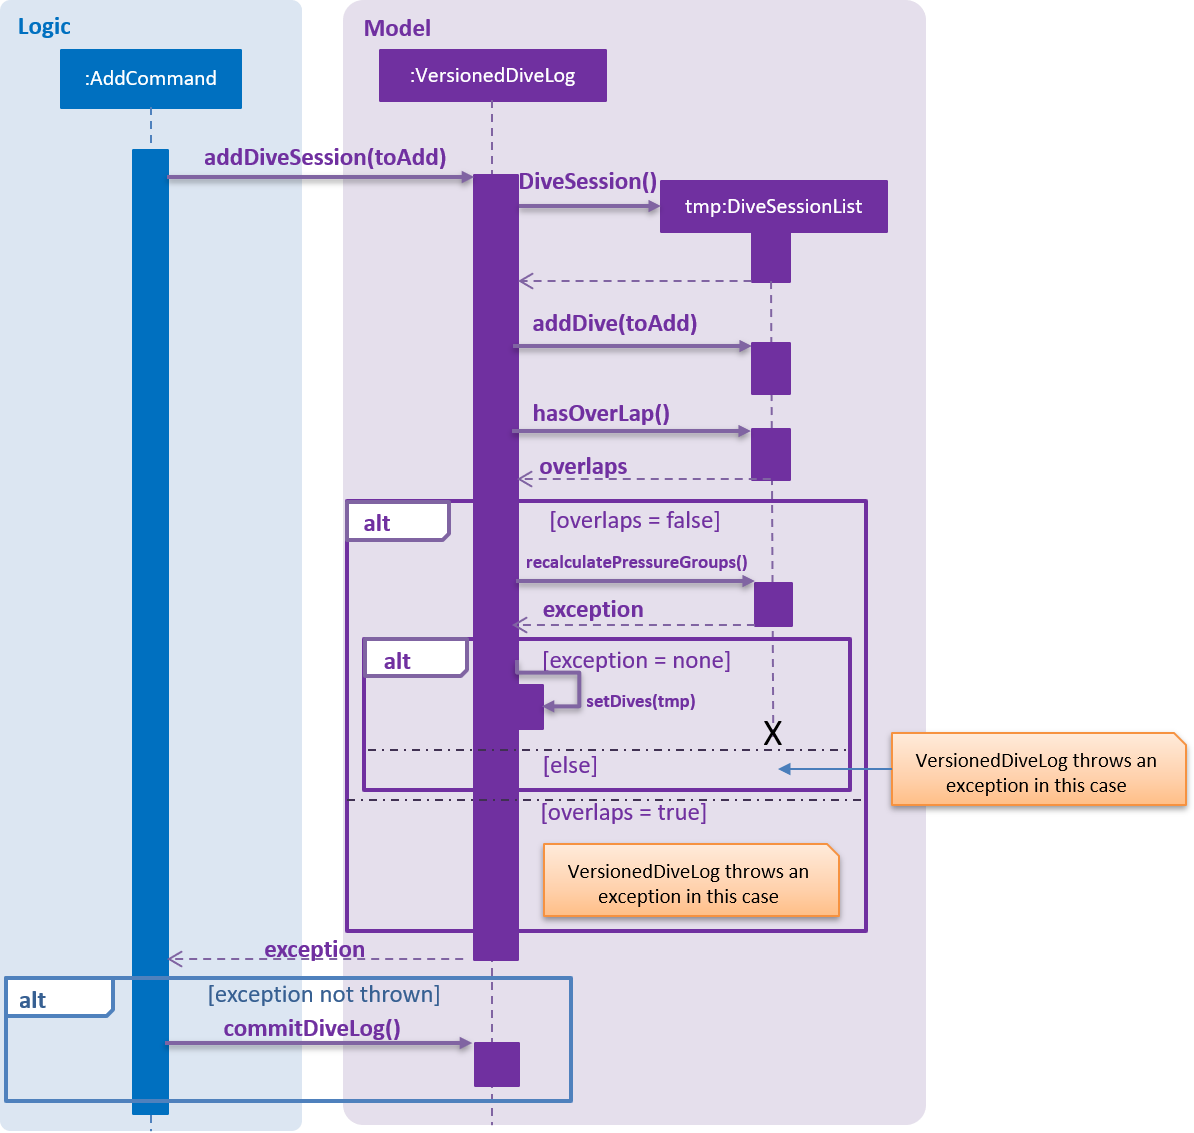 Logic
Model
:AddCommand
:VersionedDiveLog
addDiveSession(toAdd)
DiveSession()
tmp:DiveSessionList
addDive(toAdd)
hasOverLap()
overlaps
alt
[overlaps = false]
recalculatePressureGroups()
exception
alt
[exception = none]
setDives(tmp)
X
[else]
VersionedDiveLog throws an
exception in this case
[overlaps = true]
VersionedDiveLog throws an
exception in this case
exception
alt
[exception not thrown]
commitDiveLog()